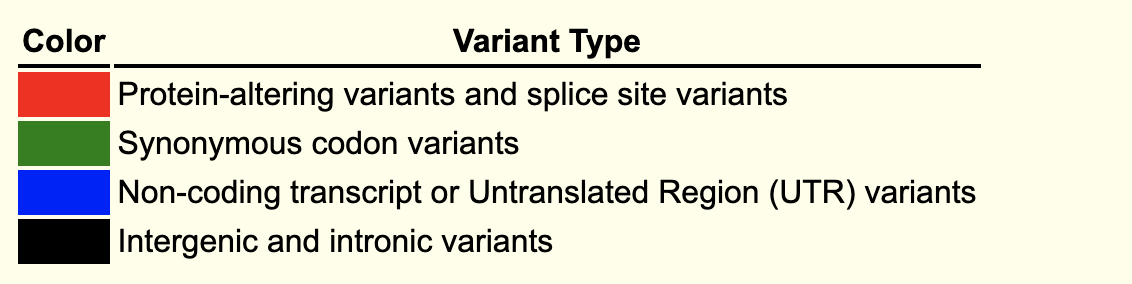 Color Variant Type
Protein-altering variants and splice site variants
Synonymous codon variants
Non-coding transcript or Untranslated Region (UTR) variants
Intergenic and intronic variants